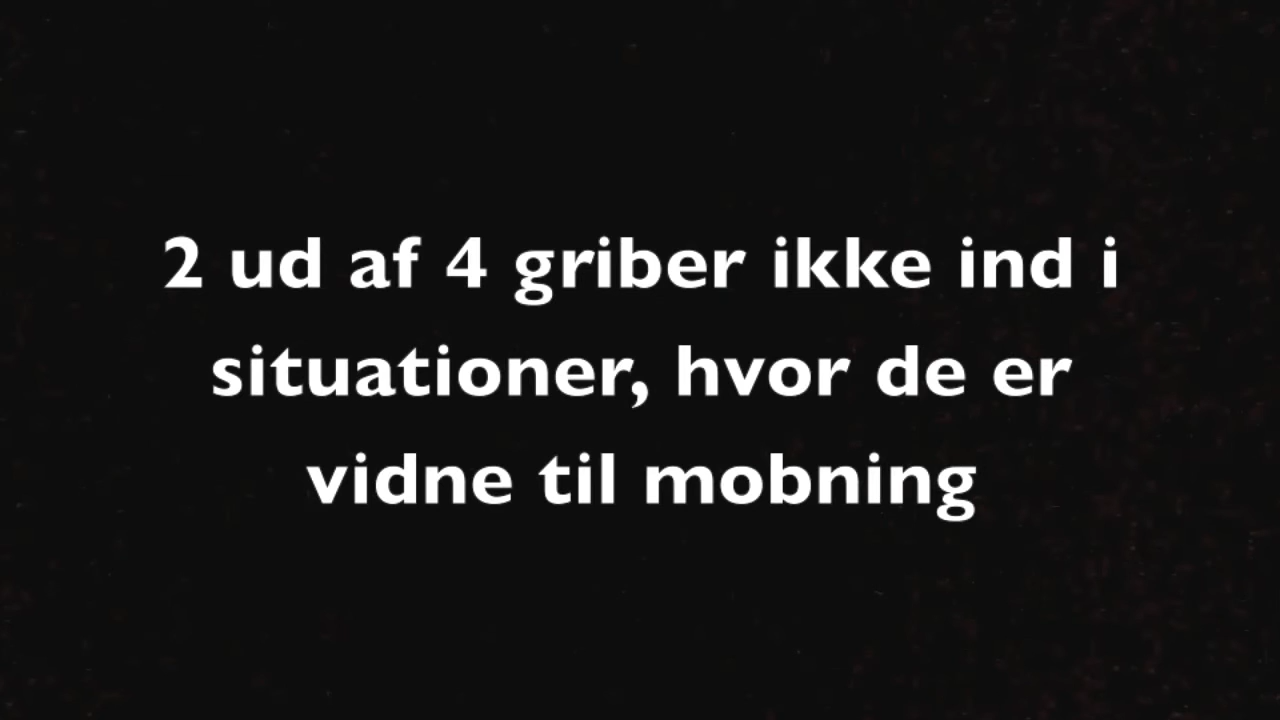 2 ud af 4 griber ikke ind i
situationer, hvor de er
vidne til mobning